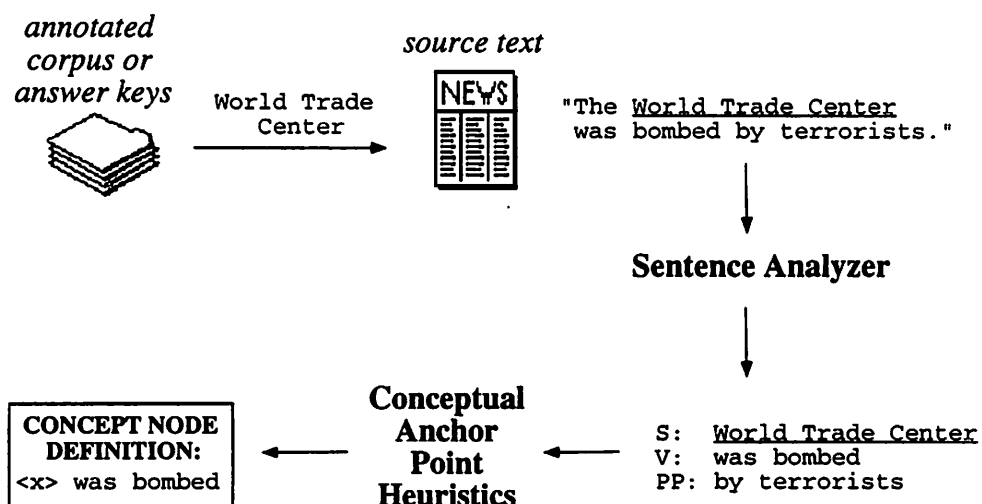 annotated
corpus or
answer keys
World Trade
Center
source text
NEWS
"The World Trade Center
was bombed by terrorists."
Sentence Analyzer
S: World Trade Center
V: was bombed
PP: by terrorists
Conceptual
Anchor
Point
Heuristics
CONCEPT NODE
DEFINITION:
<x> was bombed